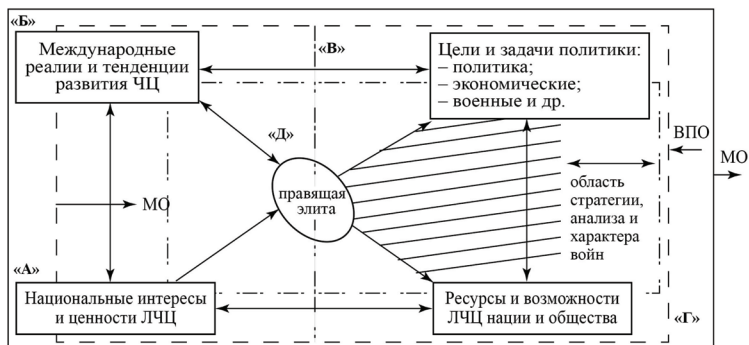 «Б»
Международные
реалии и тенденции
развития ЧЦ
«В»
Цели и задачи политики:
– политика;
– экономические;
– военные и др.
«Д»
ВПО
МО
правящая
элита
МО
область
стратегии,
анализа и
характера
войн
«А»
Национальные интересы
и ценности ЛЧЦ
Ресурсы и возможности
ЛЧЦ нации и общества
«Г»